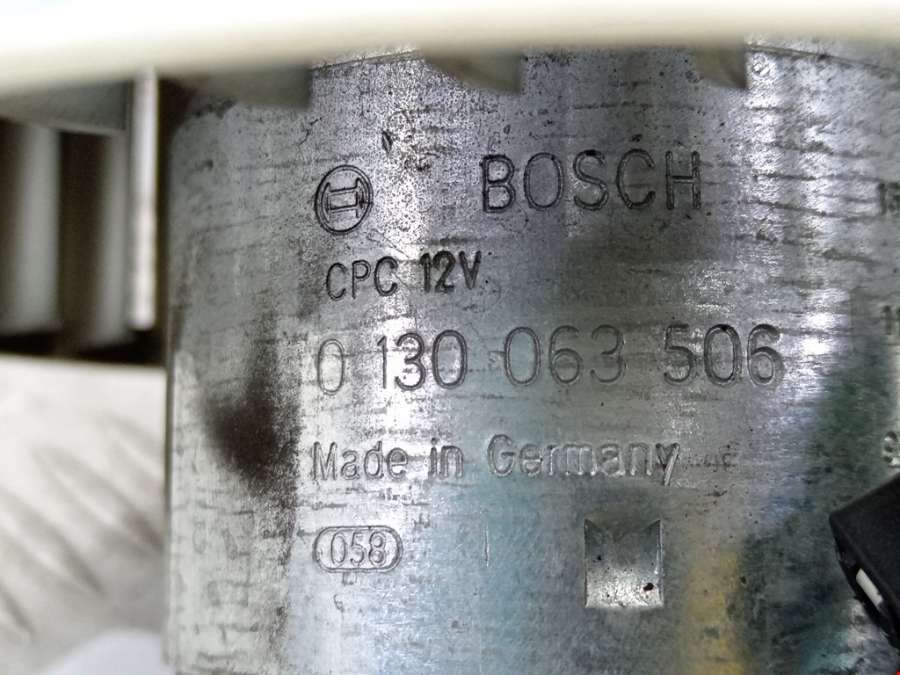 BOSCH
CPC 12V
0 130 063 506
Made in Germany
058